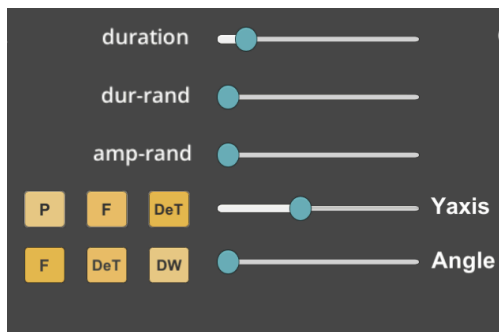 duration
dur-rand
amp-rand
P F DeT Yaxis
F DeT DW Angle